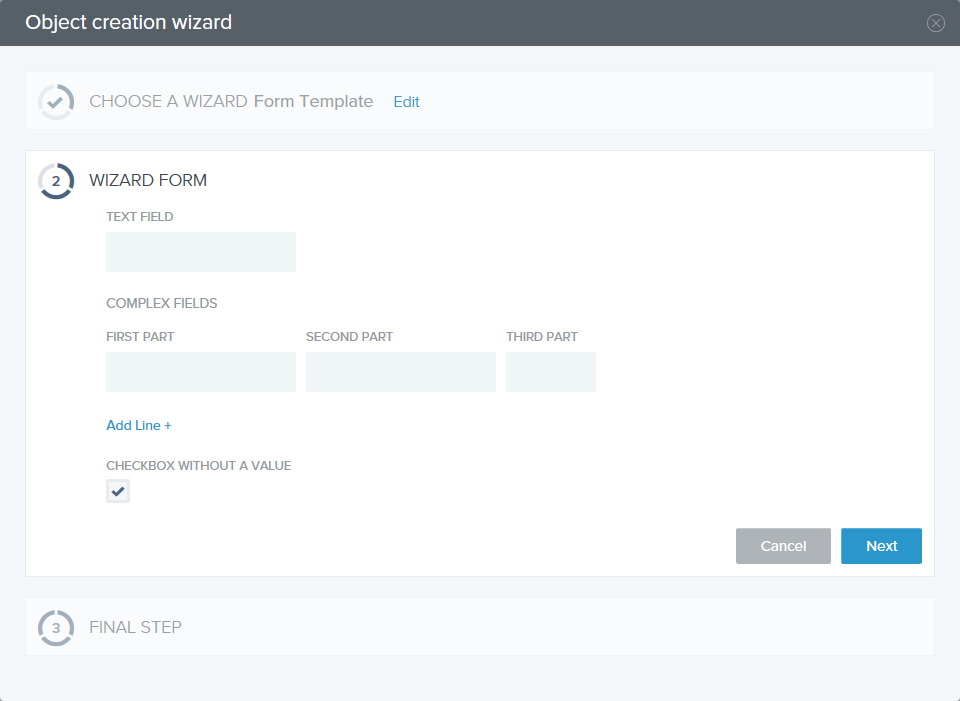 Object creation wizard
CHOOSE A WIZARD Form Template Edit
2 WIZARD FORM
TEXT FIELD
COMPLEX FIELDS
FIRST PART SECOND PART THIRD PART
Add Line +
CHECKBOX WITHOUT A VALUE
Cancel Next
3 FINAL STEP